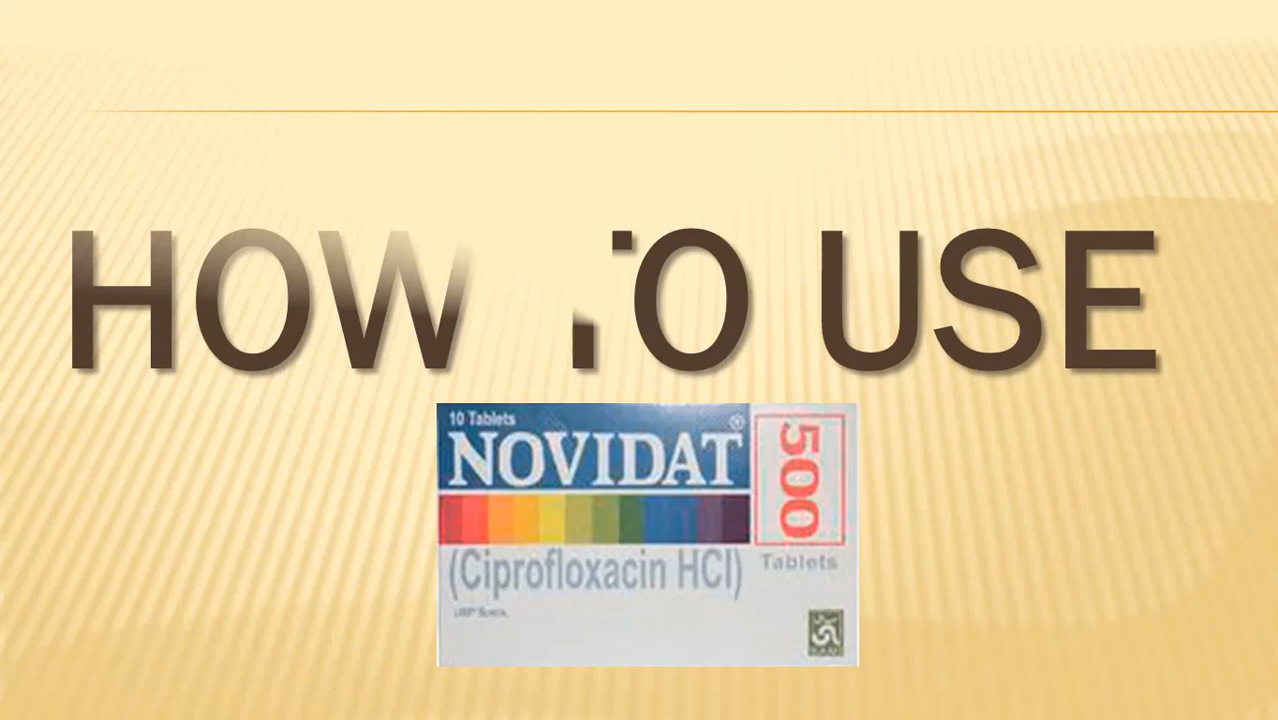 HOW TO USE
10 Tablets
NOVIDAT®
500
(Ciprofloxacin HCl)
Tablets